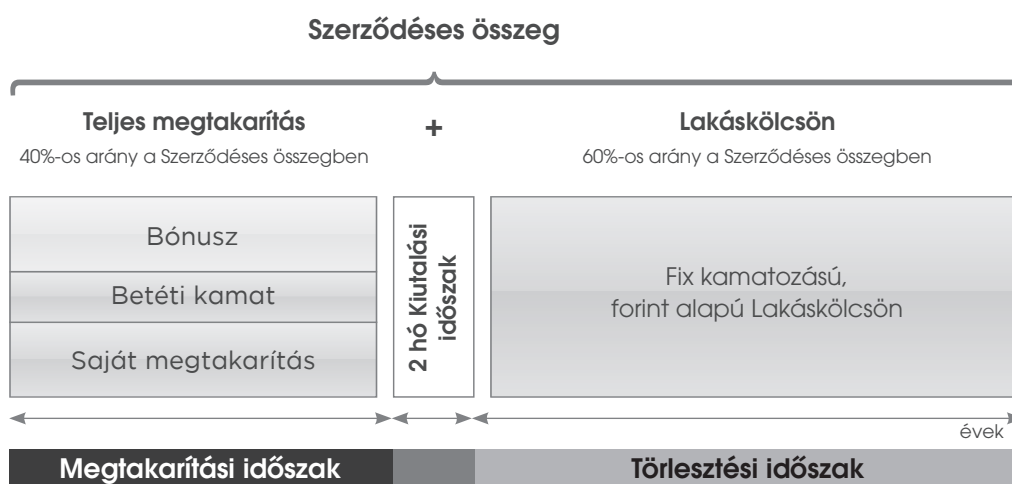 Szerződéses összeg
Teljes megtakarítás
+
Lakáskölcsön
40%-os arány a Szerződéses összegben
60%-os arány a Szerződéses összegben
Bónusz
Betéti kamat
Saját megtakarítás
2 hó Kiutalási
időszak
Fix kamatozású,
forint alapú Lakáskölcsön
évek
Megtakarítási időszak
Törlesztési időszak